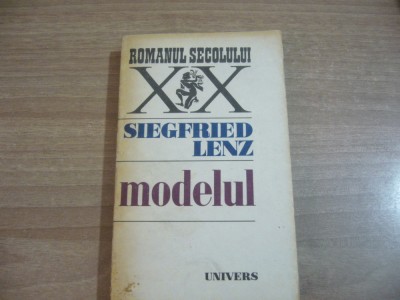 ROMANUL SECOLULUI
XX
SIEGFRIED
LENZ
modelul
UNIVERS